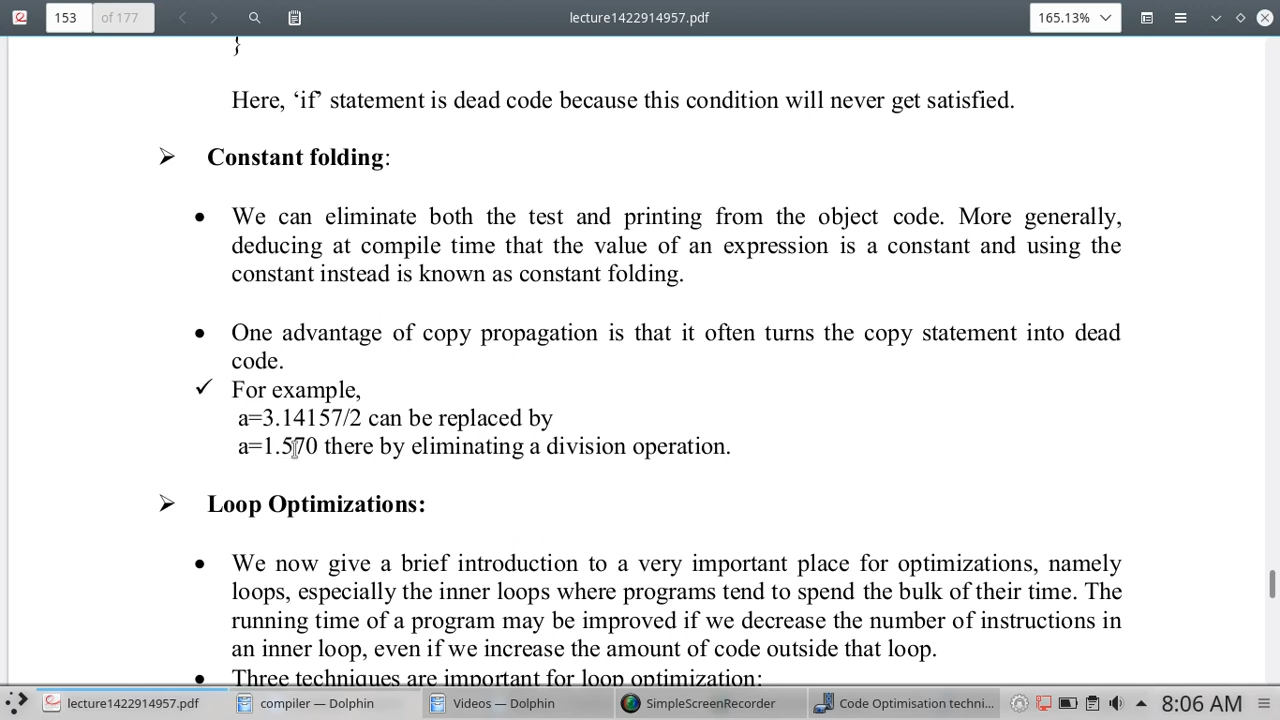 153 of 177 lecture1422914957.pdf 165.13%
}
Here, ‘if’ statement is dead code because this condition will never get satisfied.
➢ Constant folding:
• We can eliminate both the test and printing from the object code. More generally,
deducing at compile time that the value of an expression is a constant and using the
constant instead is known as constant folding.
• One advantage of copy propagation is that it often turns the copy statement into dead
code.
✓ For example,
a=3.14157/2 can be replaced by
a=1.570 there by eliminating a division operation.
➢ Loop Optimizations:
• We now give a brief introduction to a very important place for optimizations, namely
loops, especially the inner loops where programs tend to spend the bulk of their time. The
running time of a program may be improved if we decrease the number of instructions in
an inner loop, even if we increase the amount of code outside that loop.
• Three techniques are important for loop optimization:
lecture1422914957.pdf compiler — Dolphin Videos — Dolphin SimpleScreenRecorder Code Optimisation techni... 8:06 AM